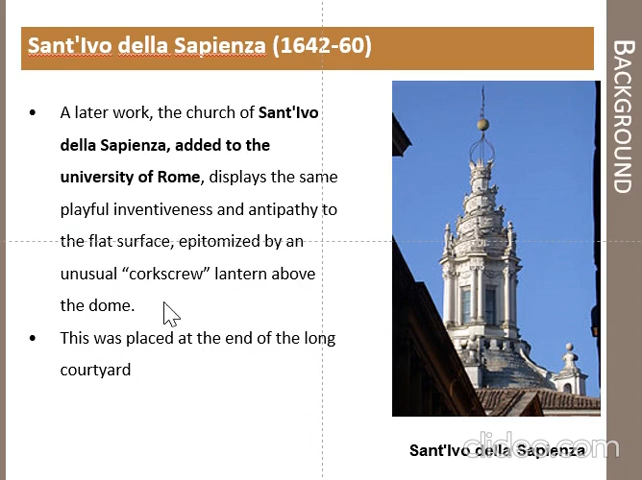 Sant'Ivo della Sapienza (1642-60)
BACKGROUND
• A later work, the church of Sant'Ivo
della Sapienza, added to the
university of Rome, displays the same
playful inventiveness and antipathy to
the flat surface, epitomized by an
unusual “corkscrew” lantern above
the dome.
• This was placed at the end of the long
courtyard
Sant'Ivo della Sapienza
clideo.com